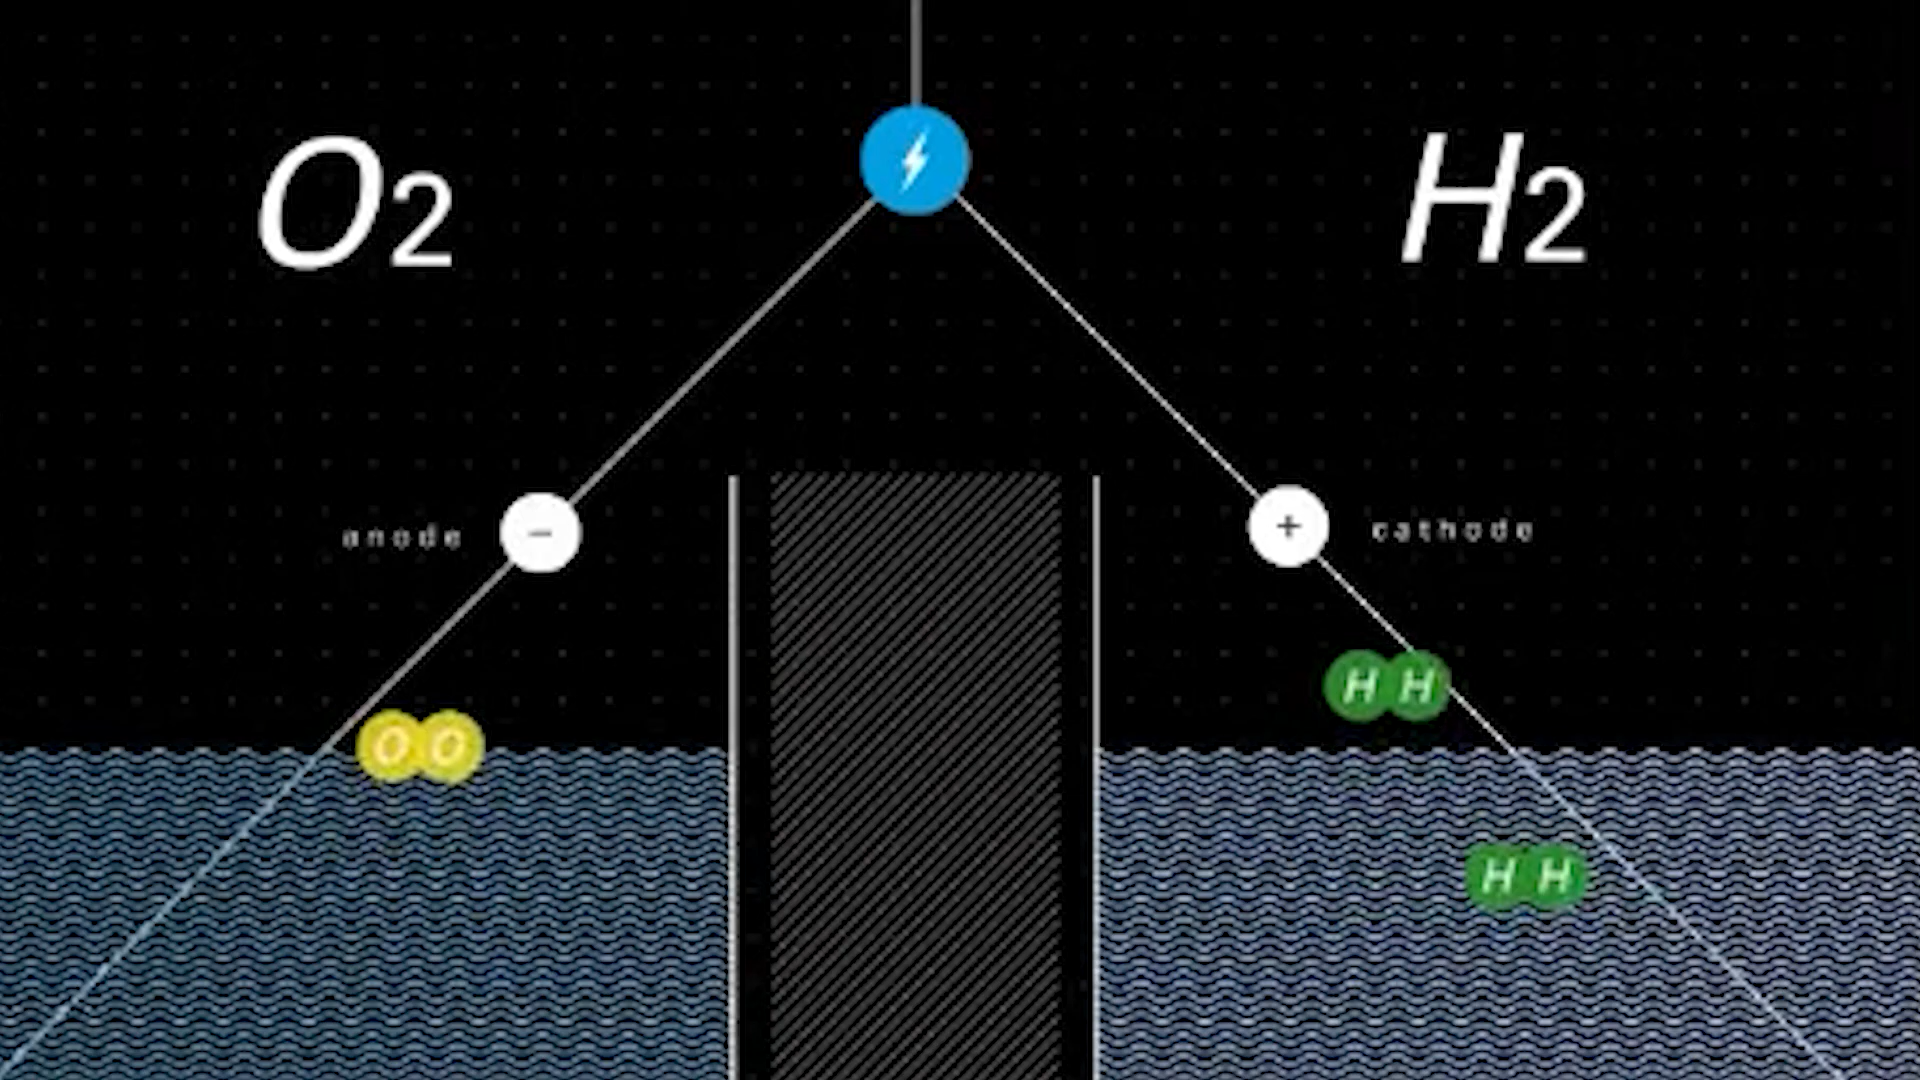 O2
H2
anode
−
+
cathode
O O
H H
H H